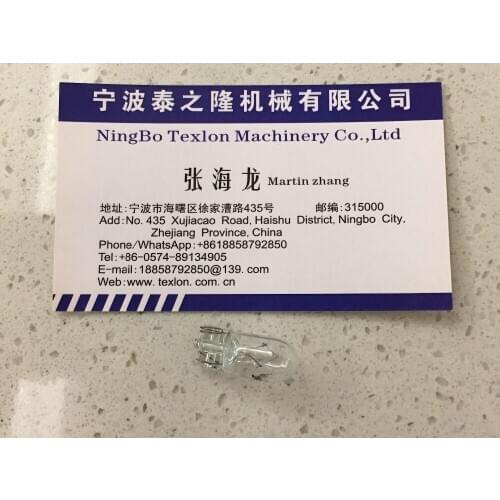 宁波泰之隆机械有限公司
NingBo Texlon Machinery Co.,Ltd
张海龙 Martin zhang
地址:宁波市海曙区徐家漕路435号 邮编:315000
Add:No. 435 Xujiacao Road, Haishu District, Ningbo City,
Zhejiang Province, China
Phone/WhatsApp:+8618858792850
Tel:+86-0574-89134905
E-mail:18858792850@139. com
Web:www. texlon. com. cn